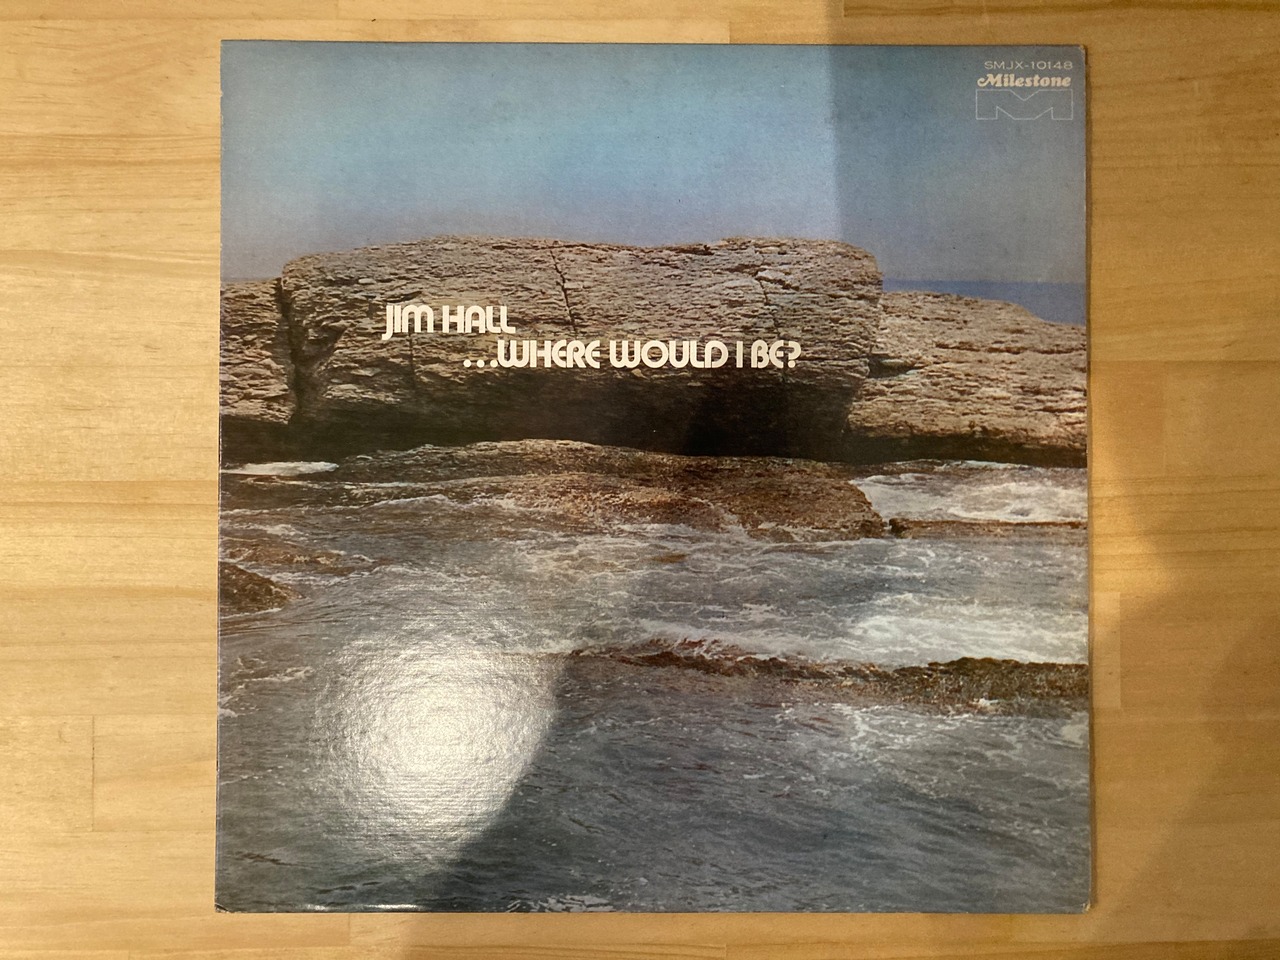 SMJX-10148
Milestone
M
JIM HALL
...WHERE WOULD I BE?